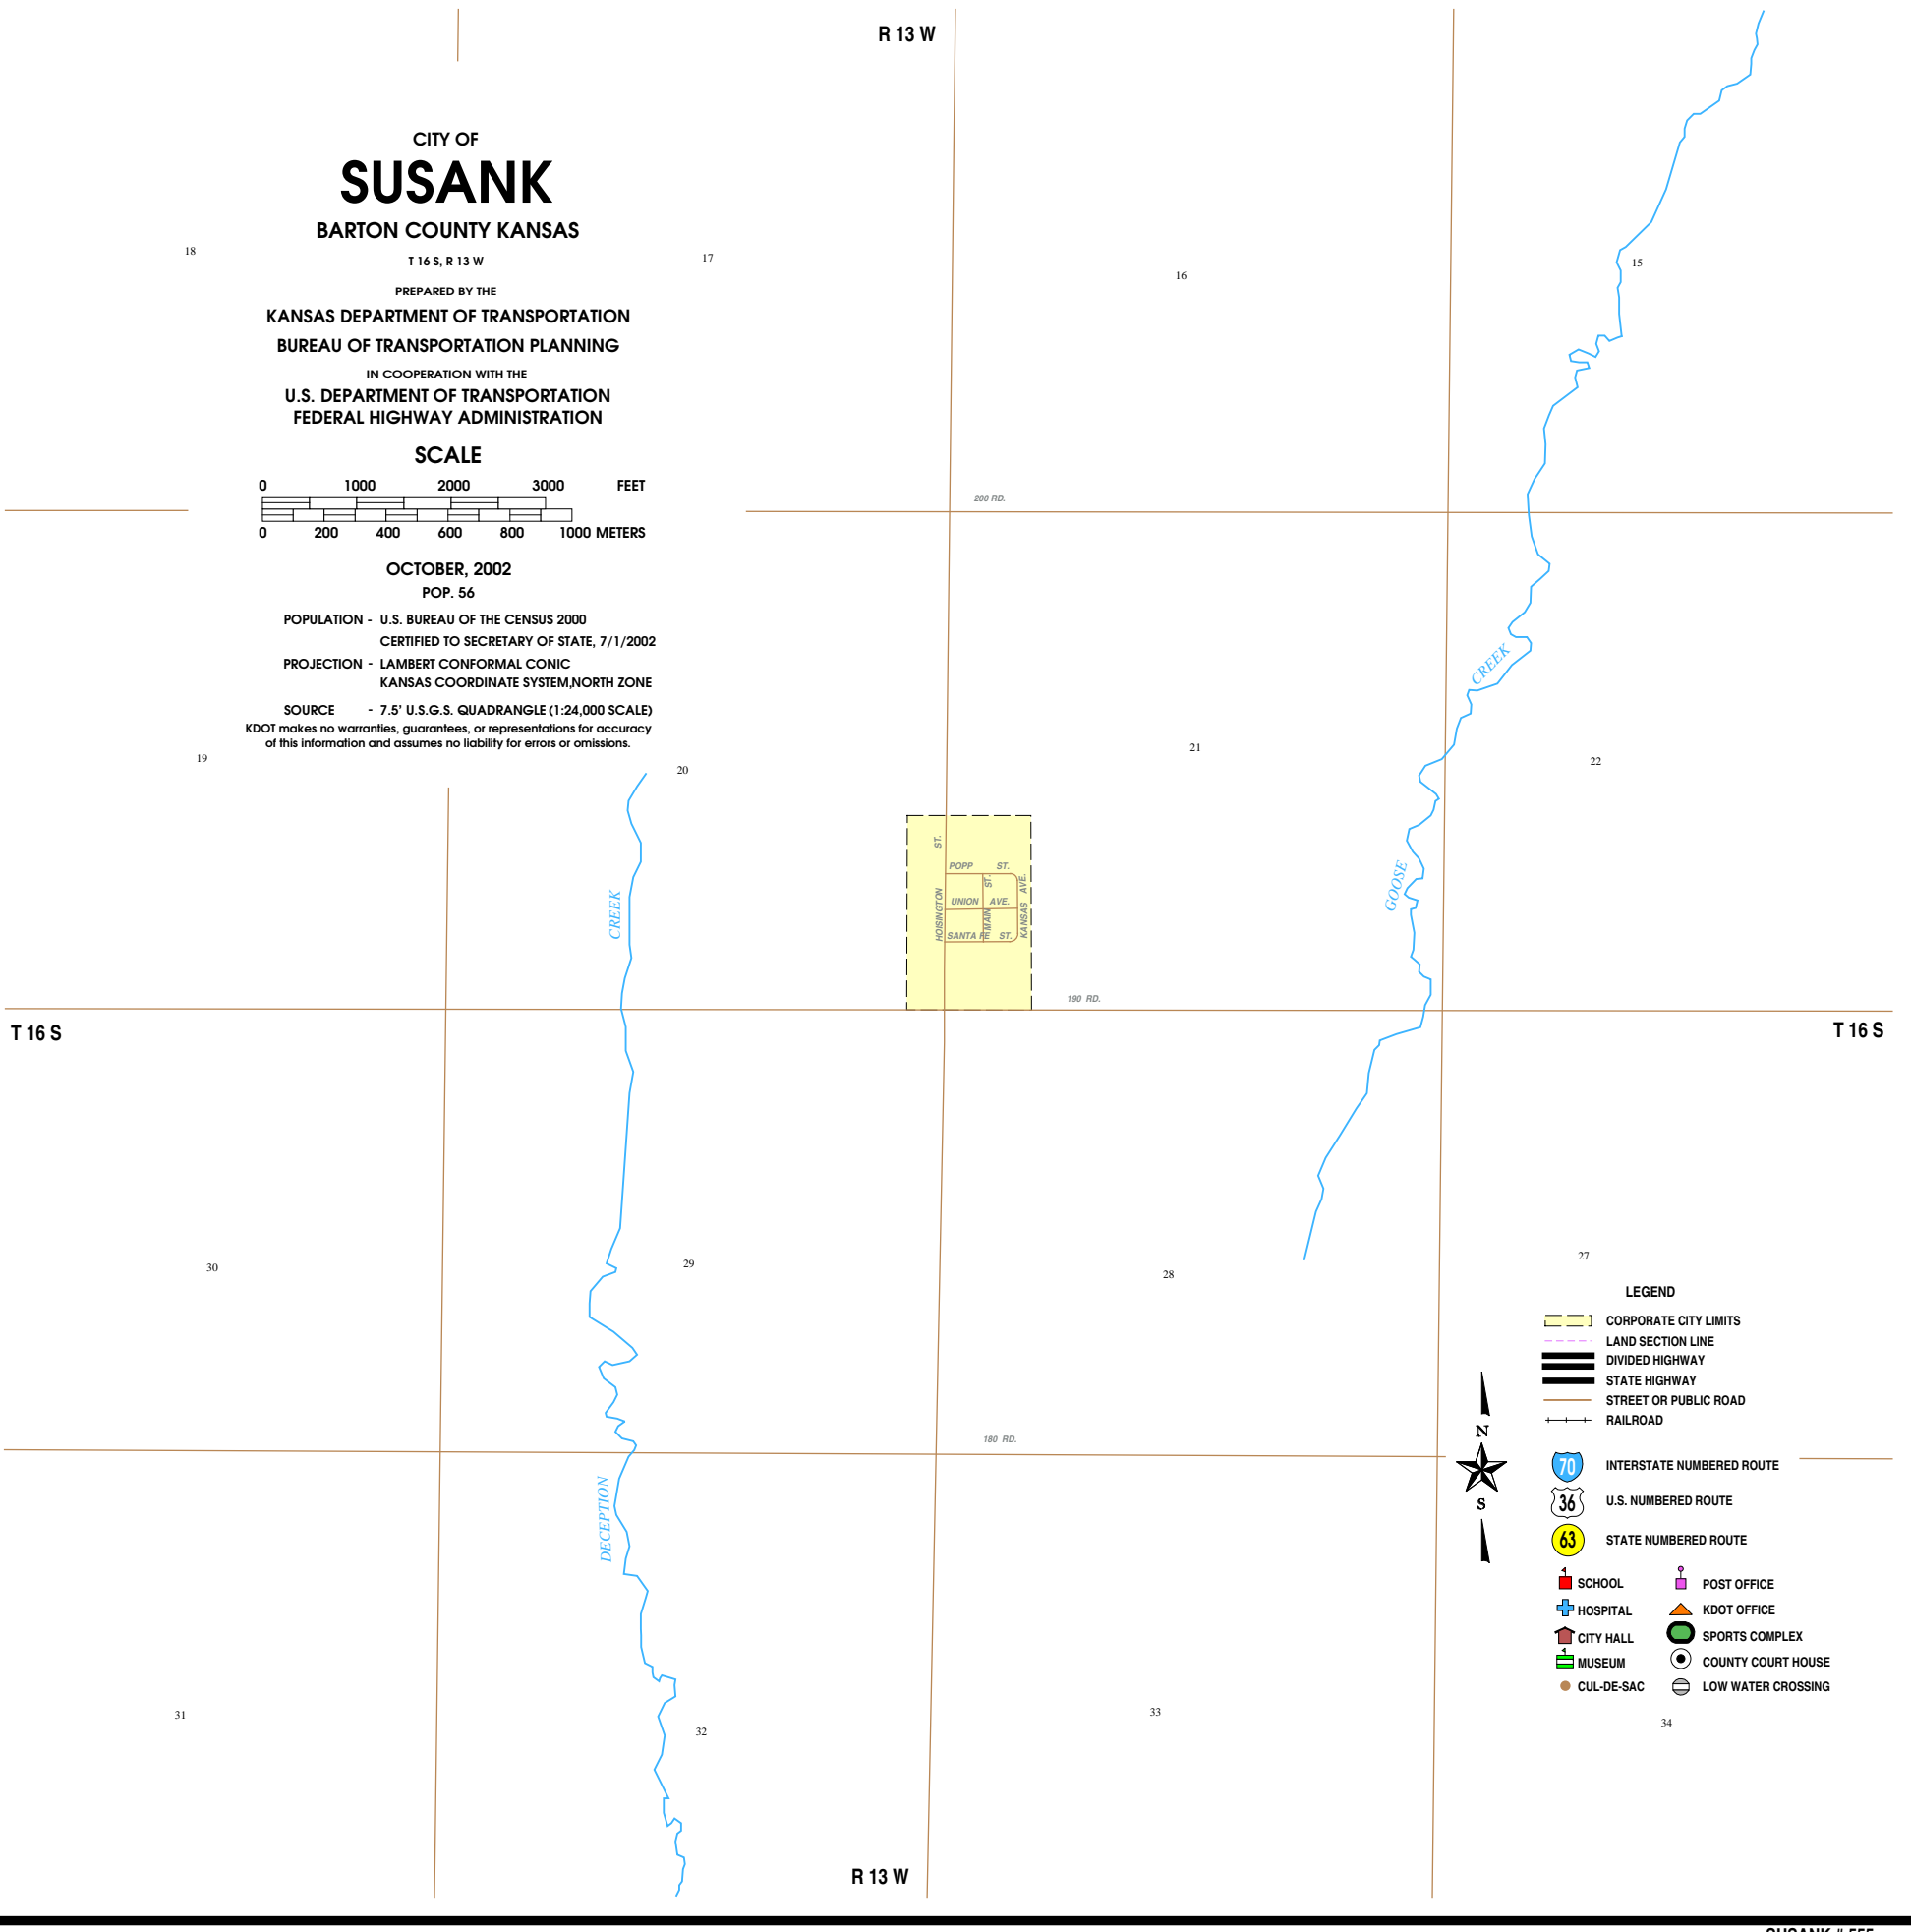 R 13 W
CITY OF
SUSANK
BARTON COUNTY KANSAS
T 16 S, R 13 W
PREPARED BY THE
KANSAS DEPARTMENT OF TRANSPORTATION
BUREAU OF TRANSPORTATION PLANNING
IN COOPERATION WITH THE
U.S. DEPARTMENT OF TRANSPORTATION
FEDERAL HIGHWAY ADMINISTRATION
SCALE
0 1000 2000 3000 FEET
0 200 400 600 800 1000 METERS
OCTOBER, 2002
POP. 56
POPULATION - U.S. BUREAU OF THE CENSUS 2000
CERTIFIED TO SECRETARY OF STATE, 7/1/2002
PROJECTION - LAMBERT CONFORMAL CONIC
KANSAS COORDINATE SYSTEM,NORTH ZONE
SOURCE - 7.5' U.S.G.S. QUADRANGLE (1:24,000 SCALE)
KDOT makes no warranties, guarantees, or representations for accuracy
of this information and assumes no liability for errors or omissions.
18
17
16
15
200 RD.
CREEK
19
20
21
22
HOISINGTON ST.
POPP ST.
UNION AVE.
MAIN ST.
SANTA FE ST.
KANSAS AVE.
GOOSE
CREEK
190 RD.
T 16 S
T 16 S
30
29
28
27
180 RD.
DECEPTION
N
S
LEGEND
CORPORATE CITY LIMITS
LAND SECTION LINE
DIVIDED HIGHWAY
STATE HIGHWAY
STREET OR PUBLIC ROAD
RAILROAD
70 INTERSTATE NUMBERED ROUTE
36 U.S. NUMBERED ROUTE
63 STATE NUMBERED ROUTE
SCHOOL POST OFFICE
HOSPITAL KDOT OFFICE
CITY HALL SPORTS COMPLEX
MUSEUM COUNTY COURT HOUSE
CUL-DE-SAC LOW WATER CROSSING
31
32
33
34
R 13 W
SUSANK # 555